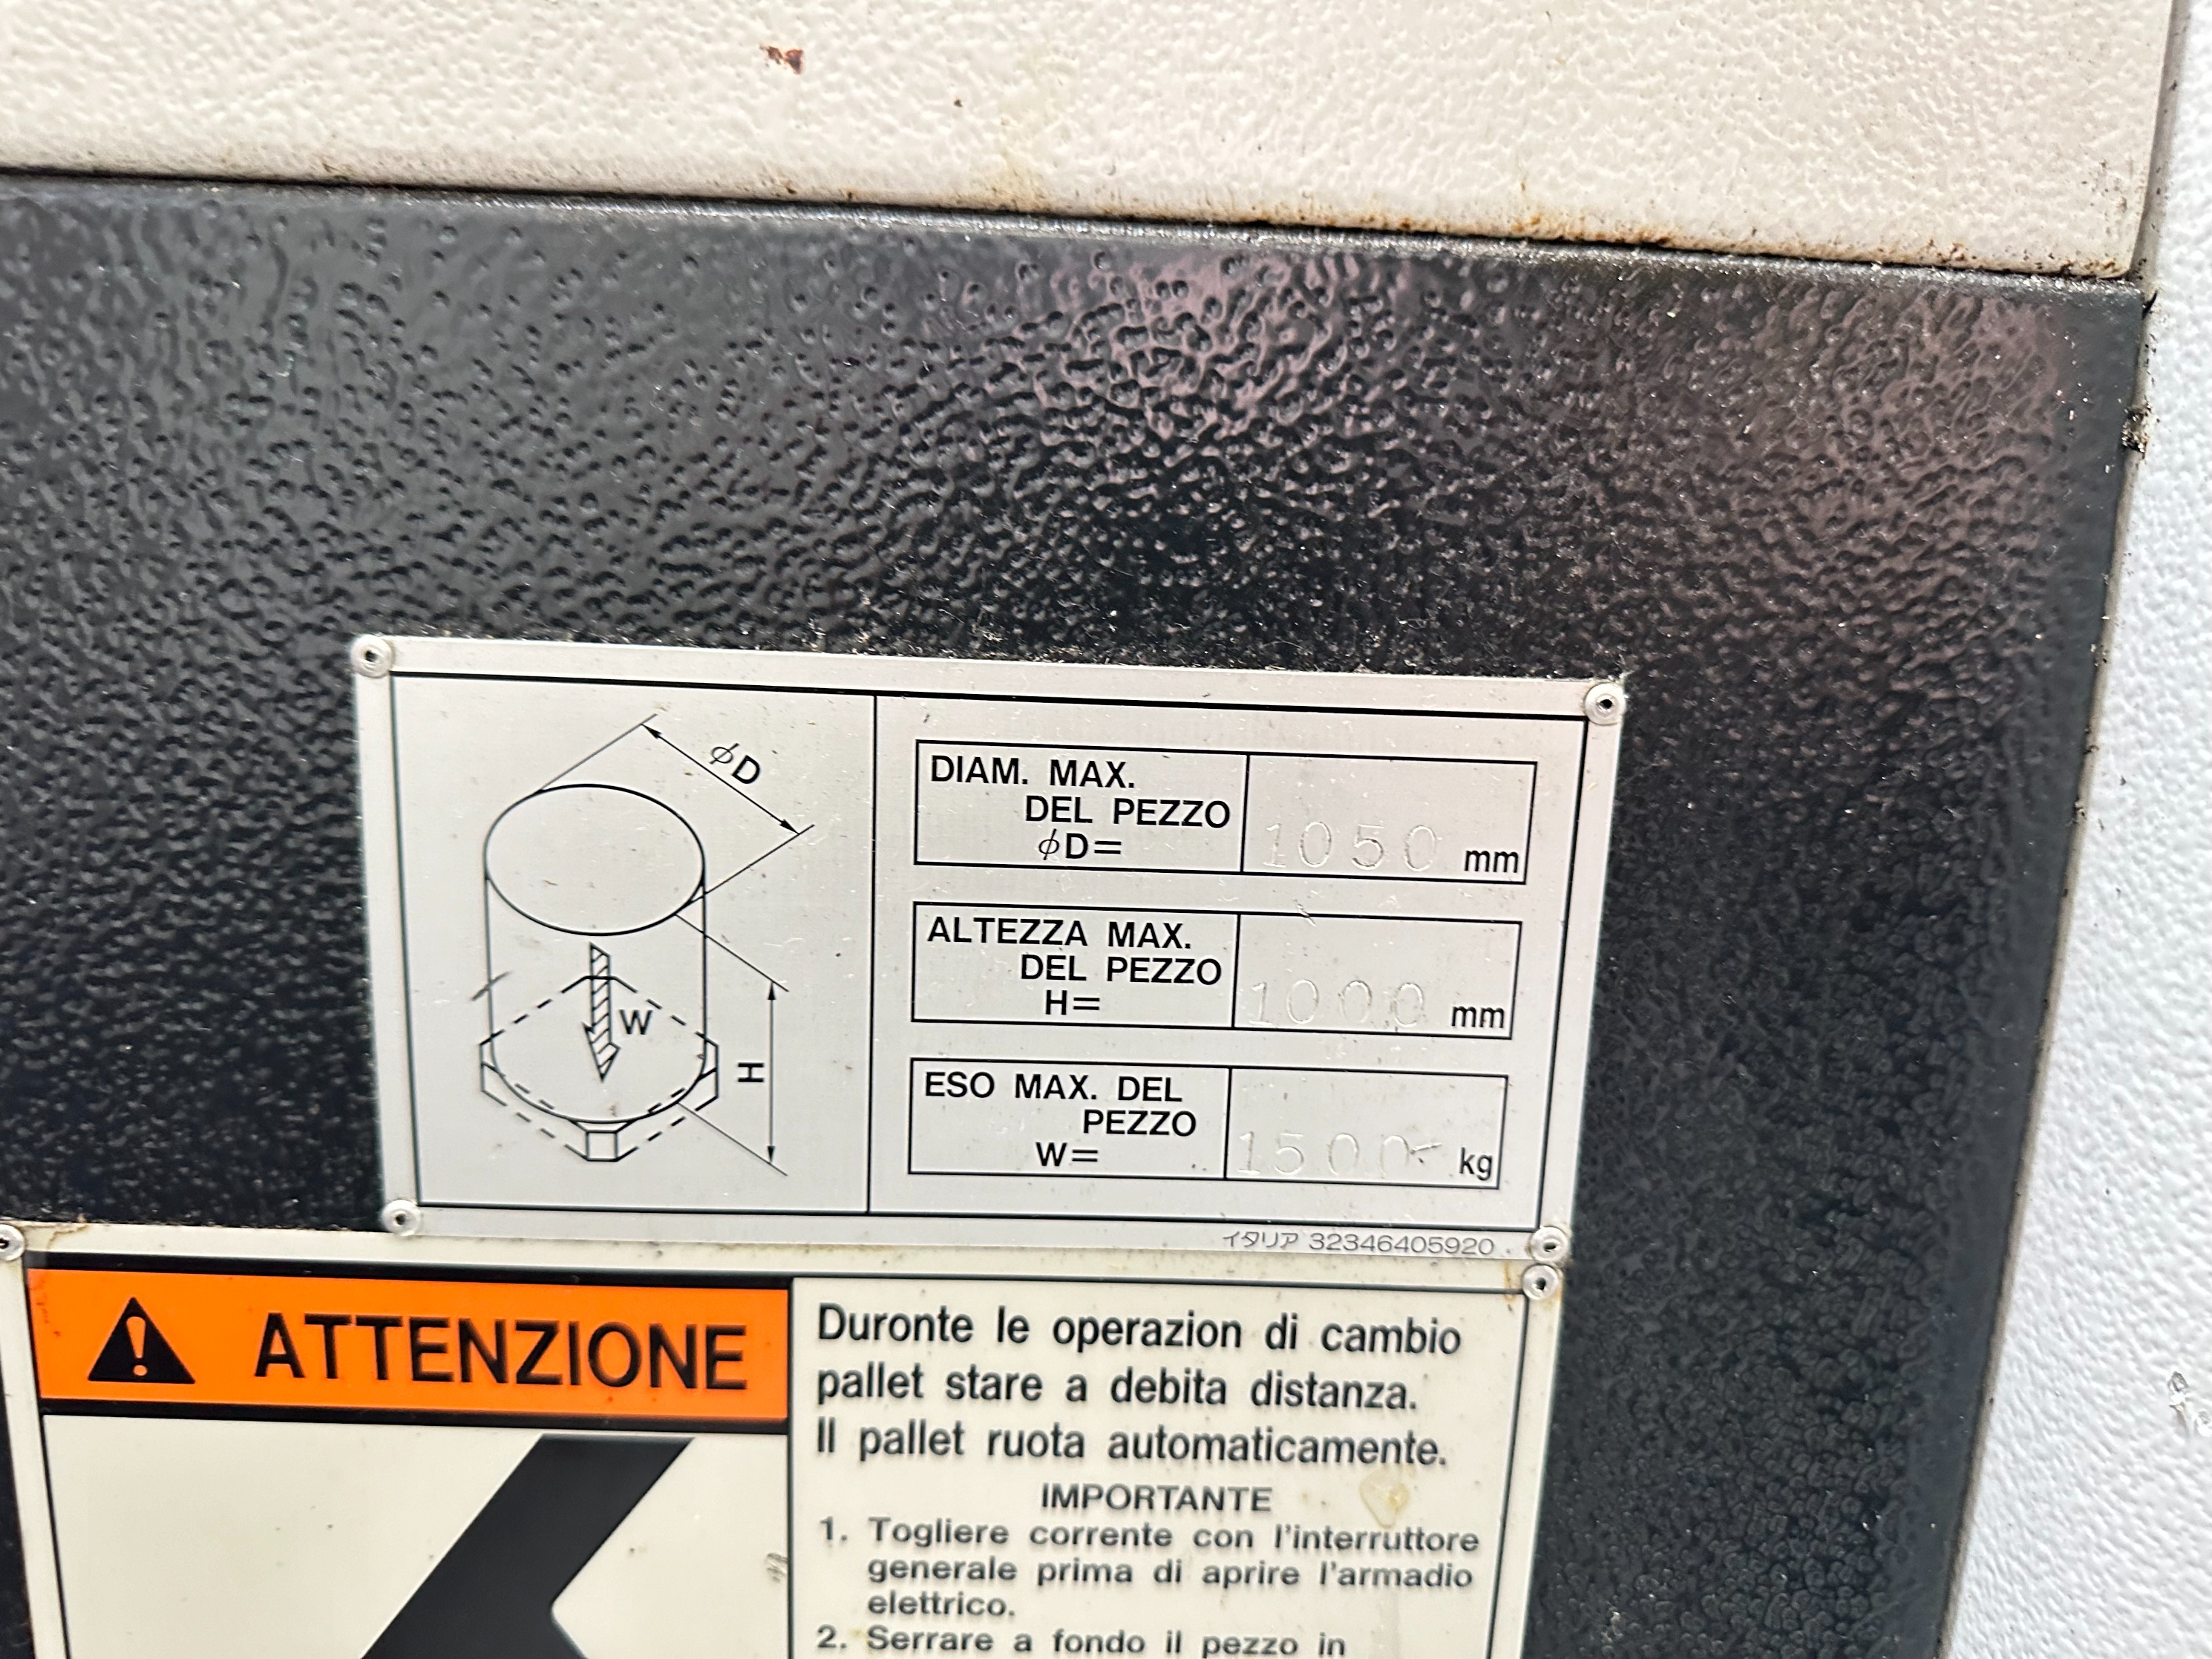 φD
W
H
DIAM. MAX.
DEL PEZZO
φD=
1050 mm
ALTEZZA MAX.
DEL PEZZO
H=
1000 mm
ESO MAX. DEL
PEZZO
W=
1500 kg
イタリア 32346405920
ATTENZIONE
Duronte le operazion di cambio
pallet stare a debita distanza.
Il pallet ruota automaticamente.
IMPORTANTE
1. Togliere corrente con l'interruttore
generale prima di aprire l'armadio
elettrico.
2. Serrare a fondo il pezzo in